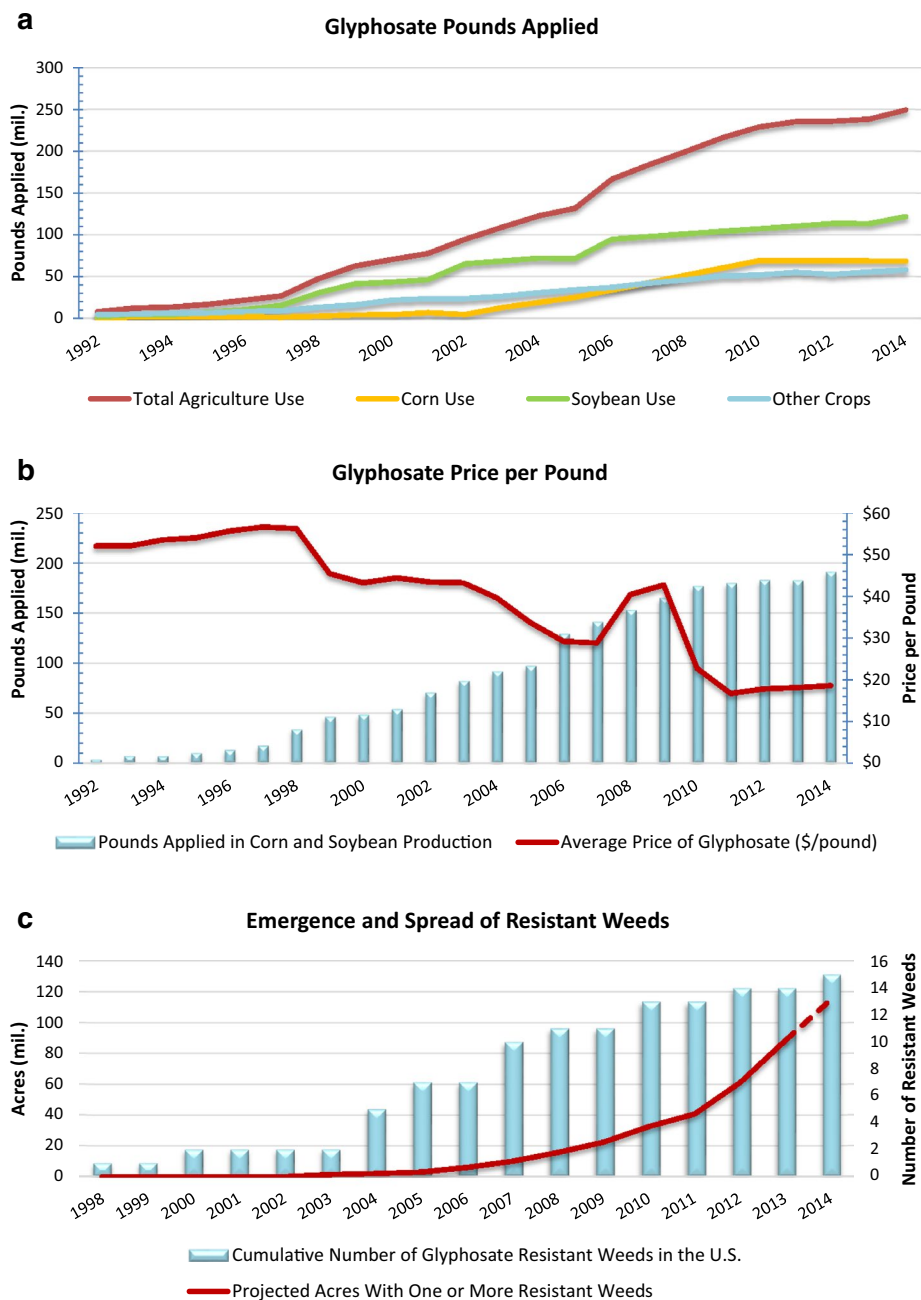 a
Glyphosate Pounds Applied
Pounds Applied (mil.)
300
250
200
150
100
50
0
1992 1994 1996 1998 2000 2002 2004 2006 2008 2010 2012 2014
Total Agriculture Use Corn Use Soybean Use Other Crops
b
Glyphosate Price per Pound
Pounds Applied (mil.)
250
200
150
100
50
0
$60
$50
$40
$30
$20
$10
$0
Price per Pound
1992 1994 1996 1998 2000 2002 2004 2006 2008 2010 2012 2014
Pounds Applied in Corn and Soybean Production Average Price of Glyphosate ($/pound)
c
Emergence and Spread of Resistant Weeds
Acres (mil.)
140
120
100
80
60
40
20
0
16
14
12
10
8
6
4
2
0
Number of Resistant Weeds
1998 1999 2000 2001 2002 2003 2004 2005 2006 2007 2008 2009 2010 2011 2012 2013 2014
Cumulative Number of Glyphosate Resistant Weeds in the U.S.
Projected Acres With One or More Resistant Weeds